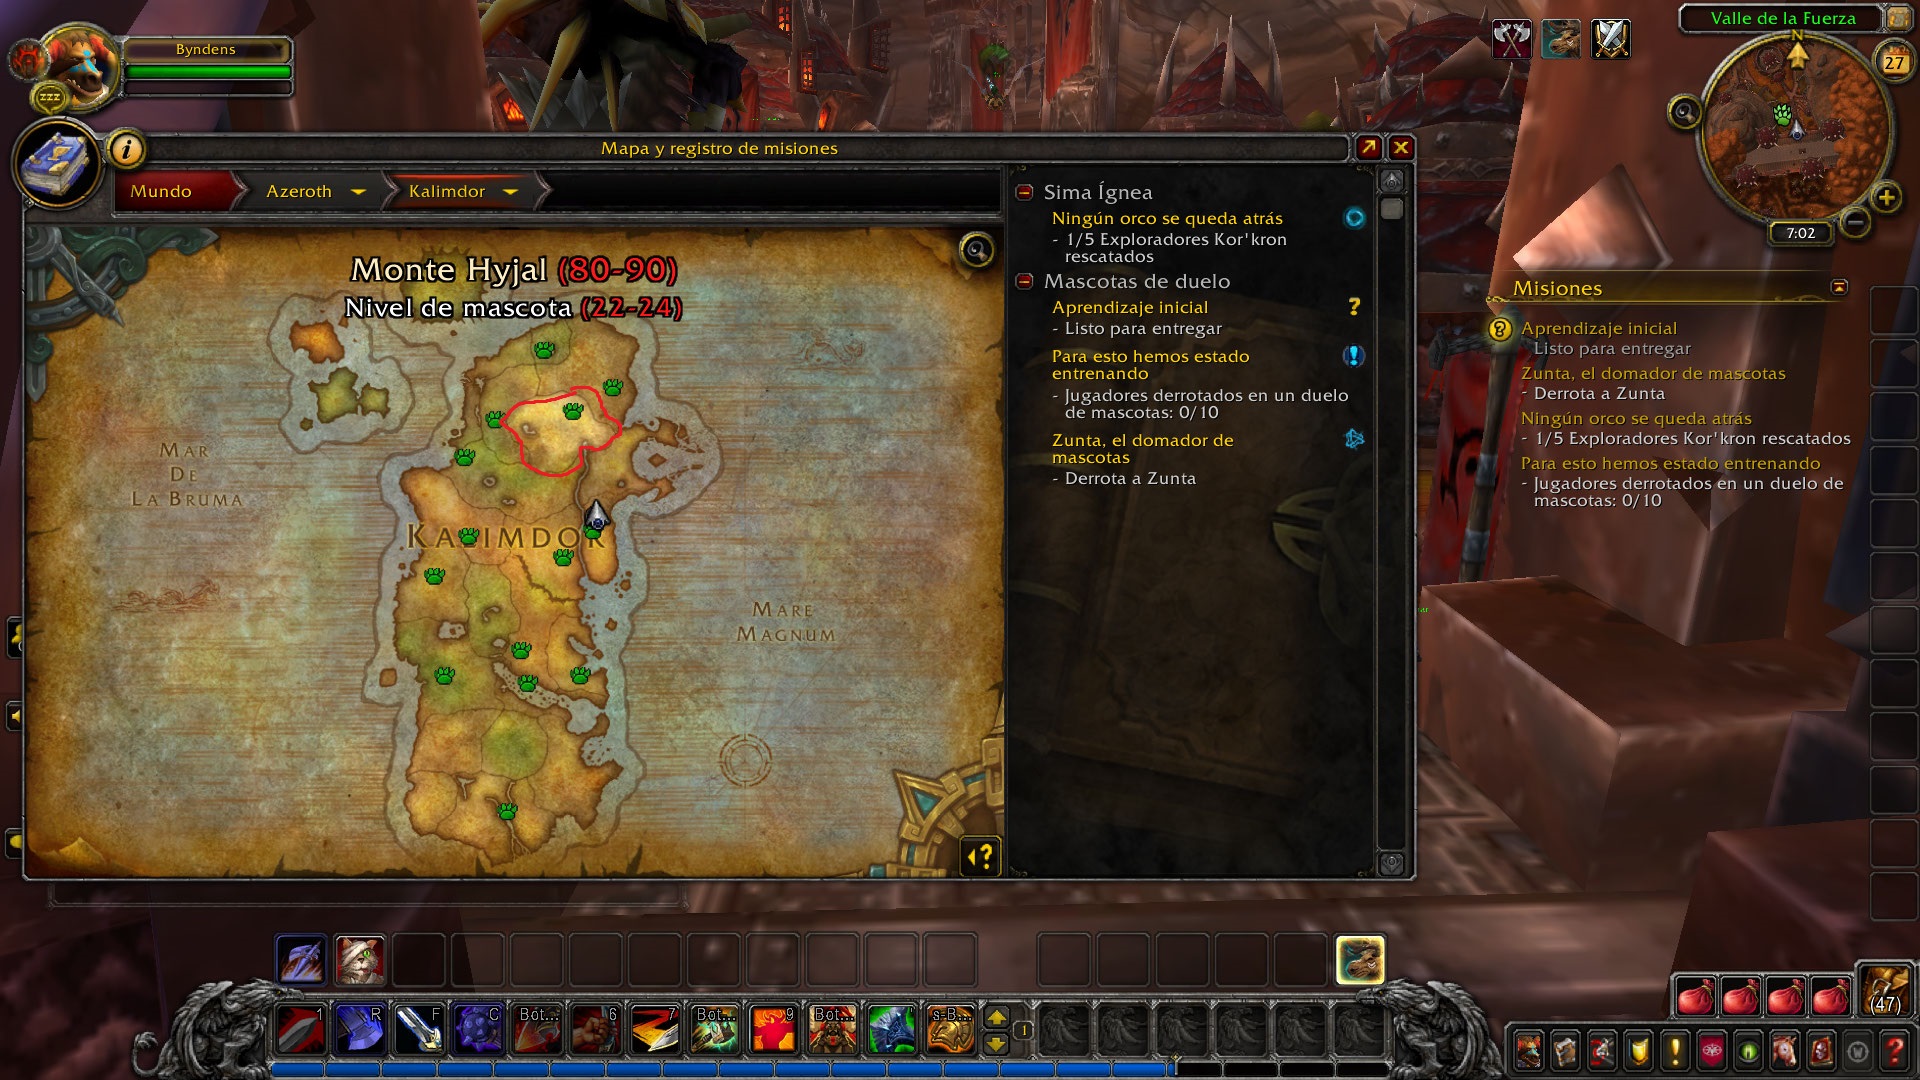 Byndens
zzz
Valle de la Fuerza
N
27
7:02
Mapa y registro de misiones
Mundo
Azeroth
Kalimdor
Monte Hyjal (80-90)
Nivel de mascota (22-24)
Mar
De
La Bruma
Kalimdor
Mare
Magnum
Sima Ígnea
Ningún orco se queda atrás
- 1/5 Exploradores Kor'kron
rescatados
Mascotas de duelo
Aprendizaje inicial
?
- Listo para entregar
Para esto hemos estado
entrenando
!
- Jugadores derrotados en un duelo
de mascotas: 0/10
Zunta, el domador de
mascotas
- Derrota a Zunta
?
Misiones
?
Aprendizaje inicial
Listo para entregar
Zunta, el domador de mascotas
- Derrota a Zunta
Ningún orco se queda atrás
- 1/5 Exploradores Kor'kron rescatados
Para esto hemos estado entrenando
- Jugadores derrotados en un duelo de
mascotas: 0/10
1
R
F
C
Bot...
6
7
Bot...
9
Bot...
s-B...
1
(47)